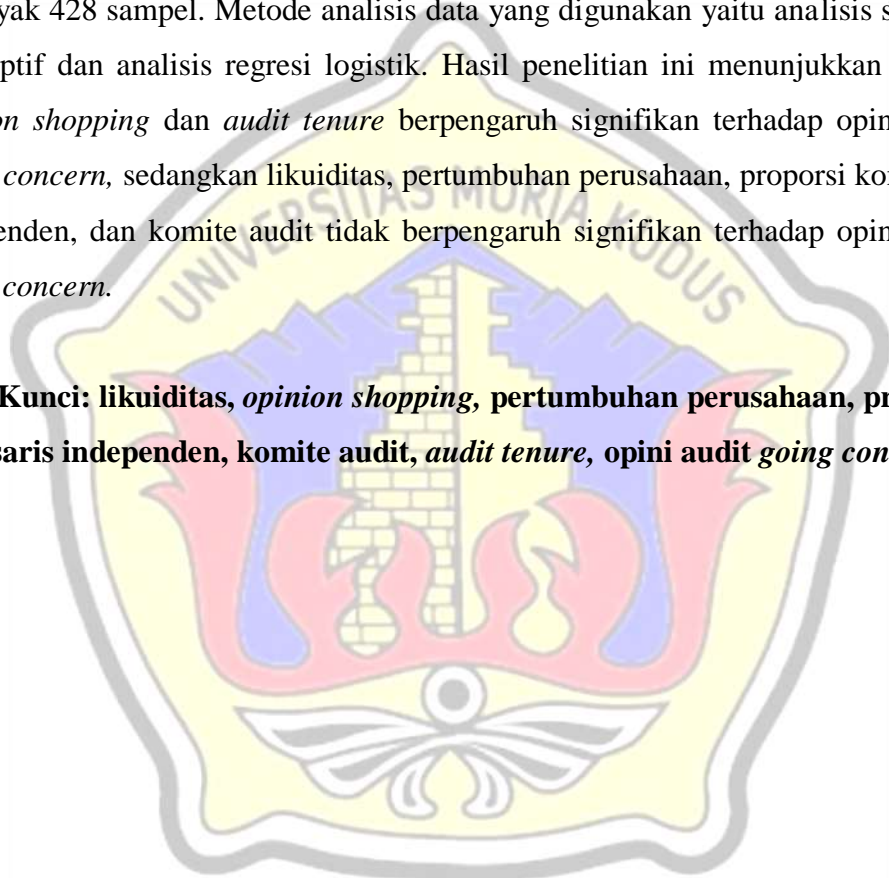 yak 428 sampel. Metode analisis data yang digunakan yaitu analisis s
ptif dan analisis regresi logistik. Hasil penelitian ini menunjukkan
on shopping dan audit tenure berpengaruh signifikan terhadap opin
concern, sedangkan likuiditas, pertumbuhan perusahaan, proporsi ko
enden, dan komite audit tidak berpengaruh signifikan terhadap opin
concern.
UNIVERSITAS MURIA KUDUS
Kunci: likuiditas, opinion shopping, pertumbuhan perusahaan, pr
saris independen, komite audit, audit tenure, opini audit going con